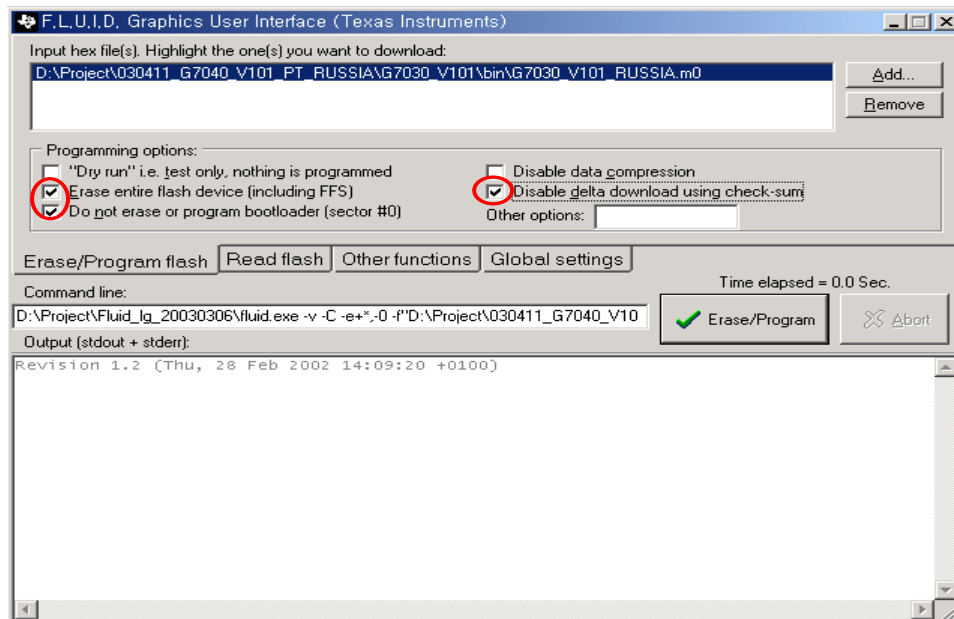 F,L,U,I,D, Graphics User Interface (Texas Instruments)
Input hex file(s). Highlight the one(s) you want to download:
D:\Project\030411_G7040_V101_PT_RUSSIA\G7030_V101\bin\G7030_V101_RUSSIA.m0
Add...
Remove
Programming options:
"Dry run" i.e. test only, nothing is programmed
Disable data compression
Erase entire flash device (including FFS)
Disable delta download using check-sum
Do not erase or program bootloader (sector #0)
Other options:
Erase/Program flash
Read flash
Other functions
Global settings
Time elapsed = 0.0 Sec.
Command line:
D:\Project\Fluid_lg_20030306\fluid.exe -v -C -e+*,-0 -f"D:\Project\030411_G7040_V10
Erase/Program
Abort
Output (stdout + stderr):
Revision 1.2 (Thu, 28 Feb 2002 14:09:20 +0100)